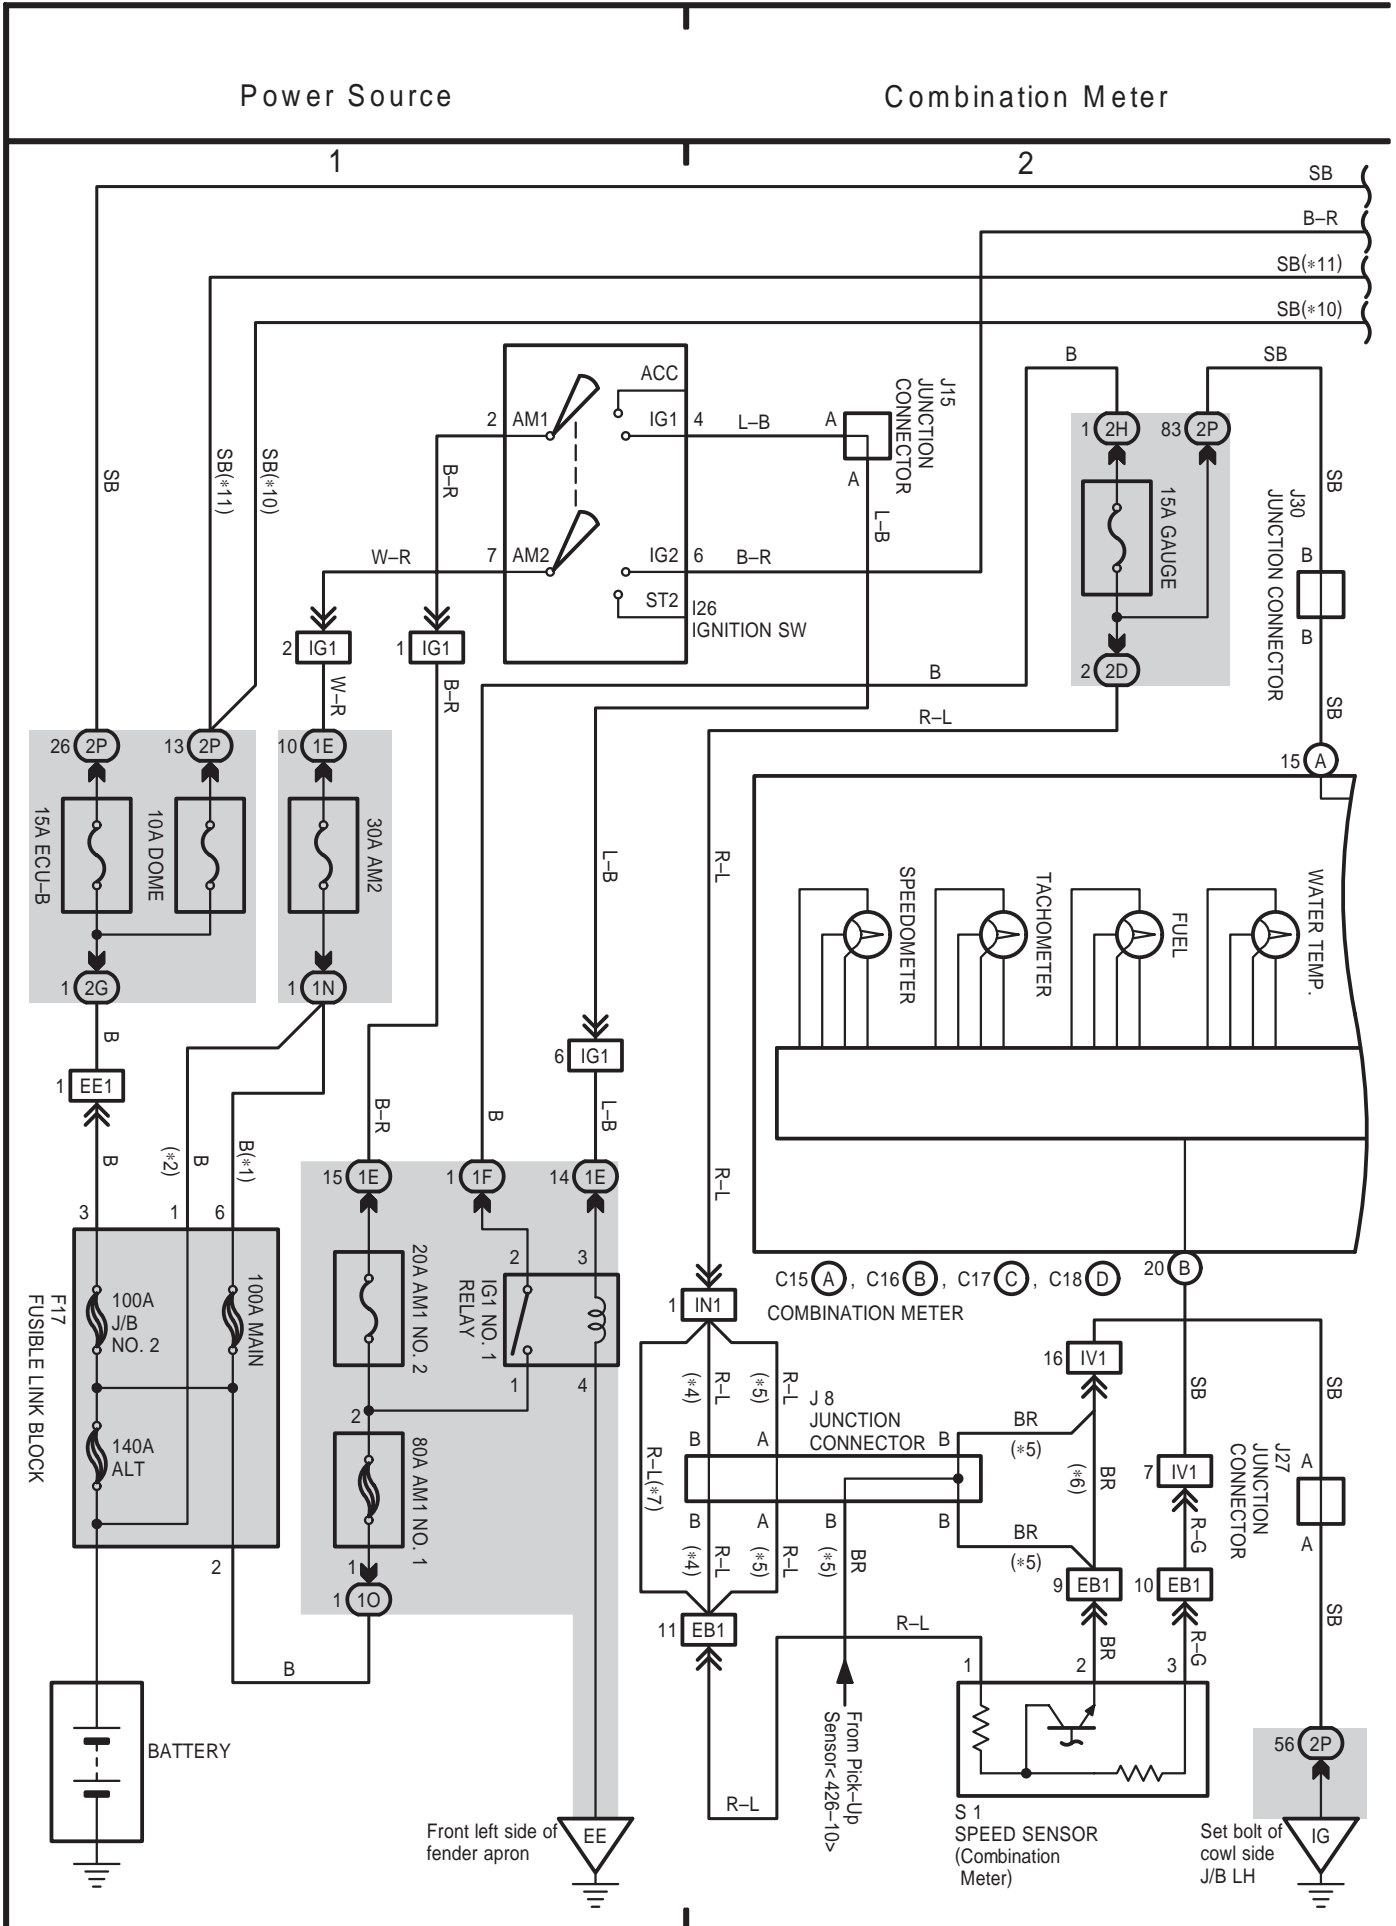 Power Source
Combination Meter
1
2
SB
B–R
SB(∗11)
SB(∗10)
B
SB
ACC
2
AM1
IG1
4
L–B
A
J15
JUNCTION
CONNECTOR
A
1
2H
83
2P
SB
SB(∗11)
SB(∗10)
B–R
L–B
15A GAUGE
SB
J30
JUNCTION CONNECTOR
B
B
W–R
7
AM2
IG2
6
B–R
ST2
I26
IGNITION SW
2
IG1
1
IG1
W–R
B–R
B
2
2D
R–L
SB
26
2P
13
2P
10
1E
15
A
15A ECU–B
10A DOME
30A AM2
L–B
R–L
SPEEDOMETER
TACHOMETER
FUEL
WATER TEMP.
1
2G
1
1N
B
6
IG1
1
EE1
B–R
B
L–B
B
(∗2)
B
B(∗1)
15
1E
1
1F
14
1E
R–L
3
1
6
2
3
20
B
C15
A
, C16
B
, C17
C
, C18
D
COMBINATION METER
F17
FUSIBLE LINK BLOCK
100A
J/B
NO. 2
100A MAIN
20A AM1 NO. 2
IG1 NO. 1
RELAY
1
IN1
16
IV1
1
4
R–L
(∗4)
R–L
(∗5)
J 8
JUNCTION
CONNECTOR
BR
(∗5)
SB
SB
2
140A
ALT
80A AM1 NO. 1
R–L(∗7)
B
A
B
BR
(∗6)
7
IV1
J27
JUNCTION
CONNECTOR
A
A
B
A
B
B
R–L
(∗4)
R–L
(∗5)
BR
(∗5)
BR
(∗5)
R–G
2
1
1
1O
9
EB1
10
EB1
SB
11
EB1
R–L
BR
R–G
B
1
2
3
BATTERY
From Pick–Up
Sensor<426–10>
56
2P
R–L
Front left side of
fender apron
EE
S 1
SPEED SENSOR
(Combination
Meter)
Set bolt of
cowl side
J/B LH
IG